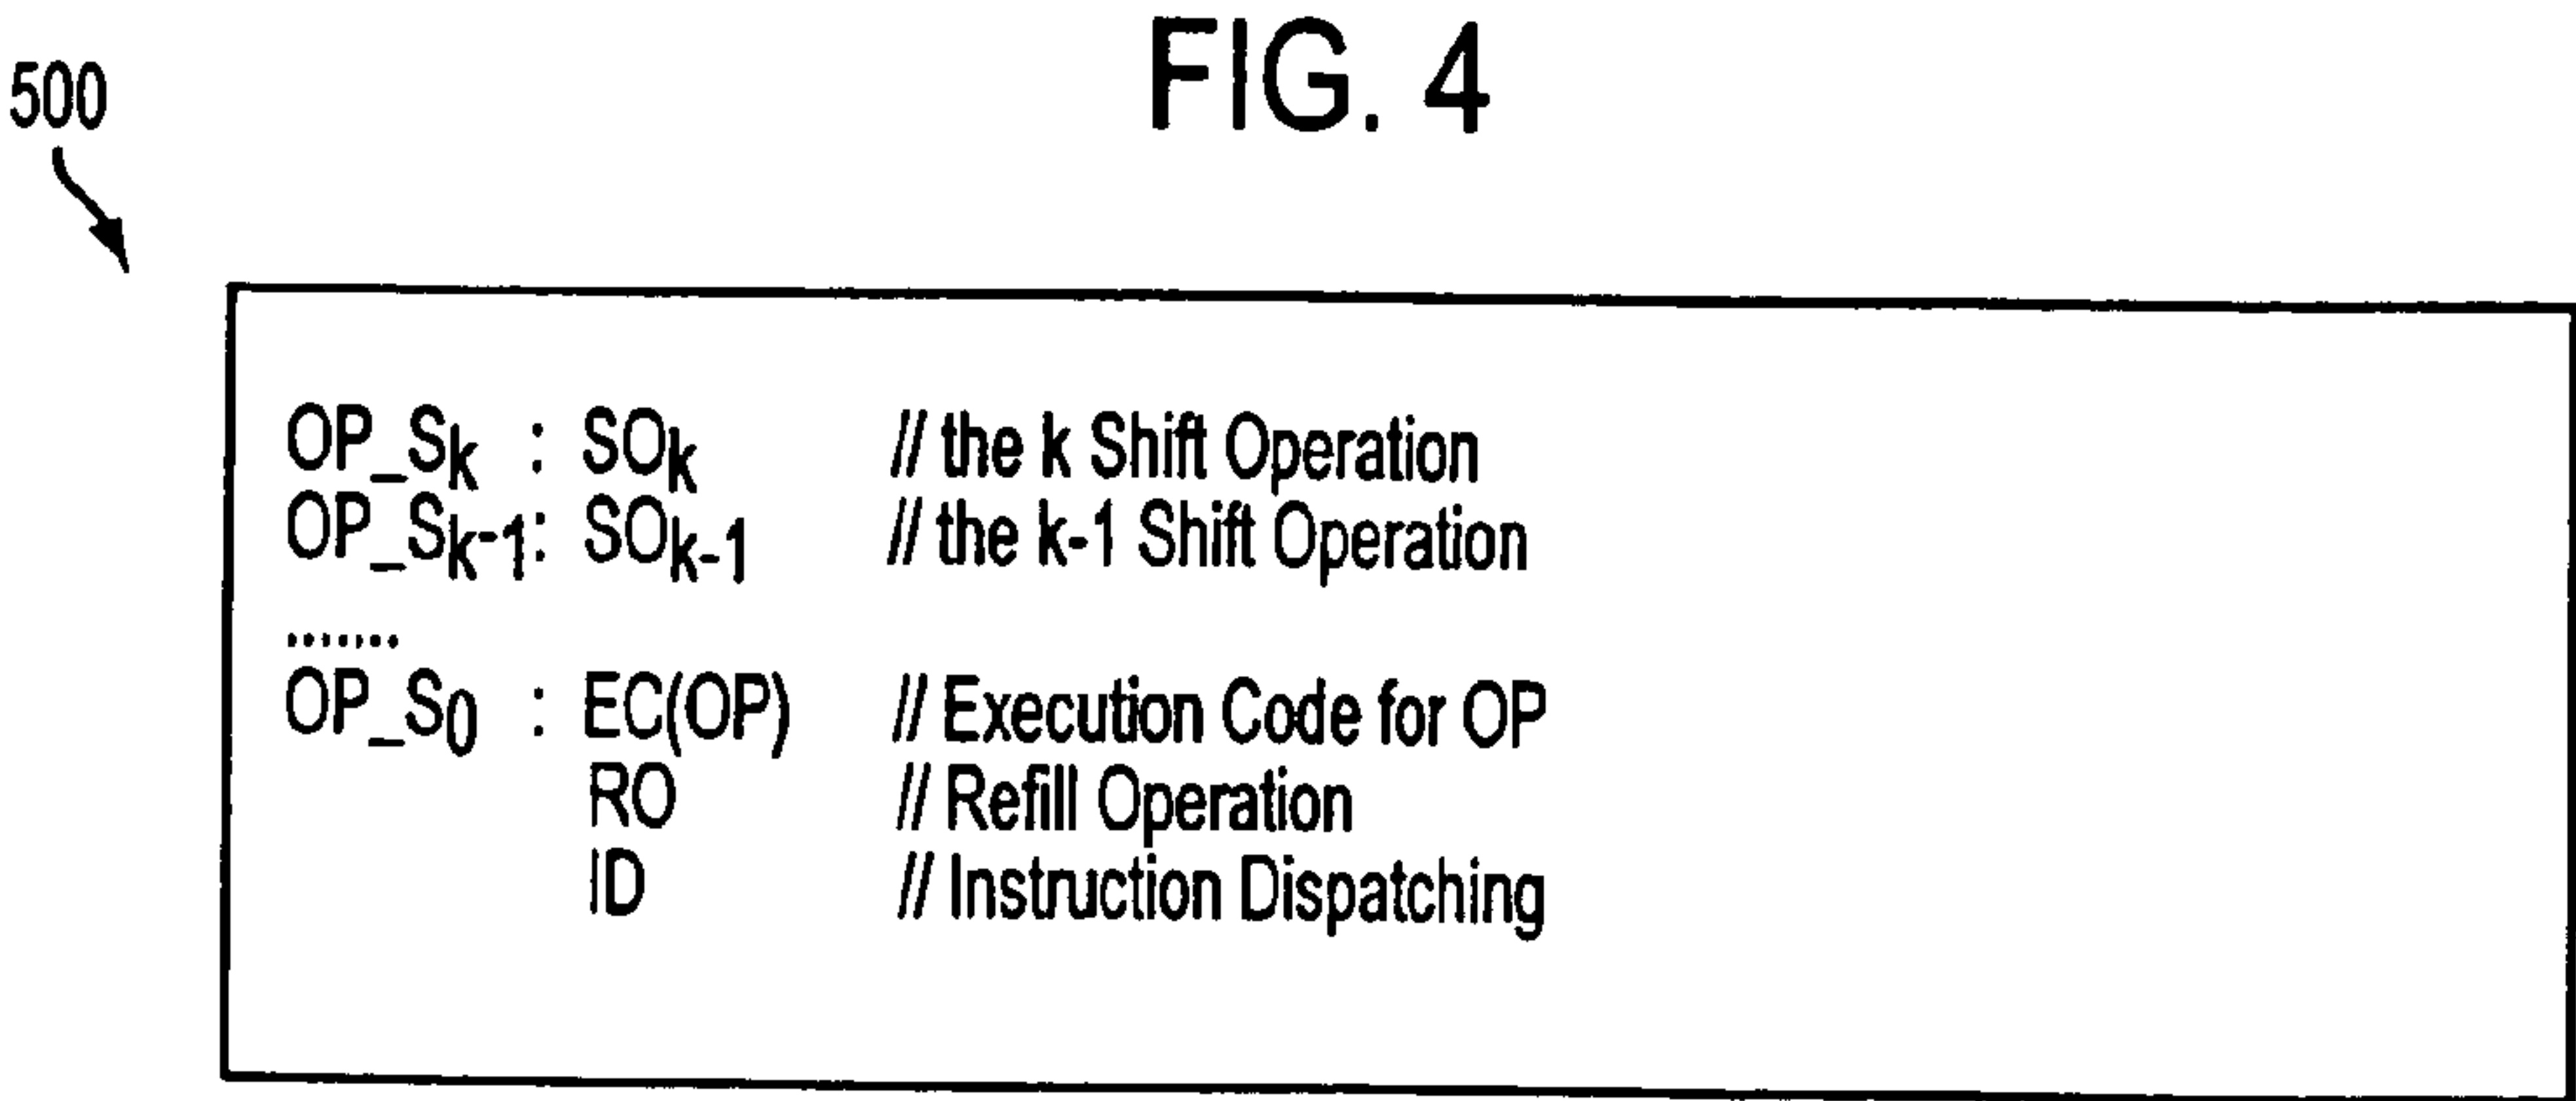 FIG. 4
500
OP_Sk : SOk // the k Shift Operation
OP_Sk-1: SOk-1 // the k-1 Shift Operation
.......
OP_S0 : EC(OP) // Execution Code for OP
RO // Refill Operation
ID // Instruction Dispatching